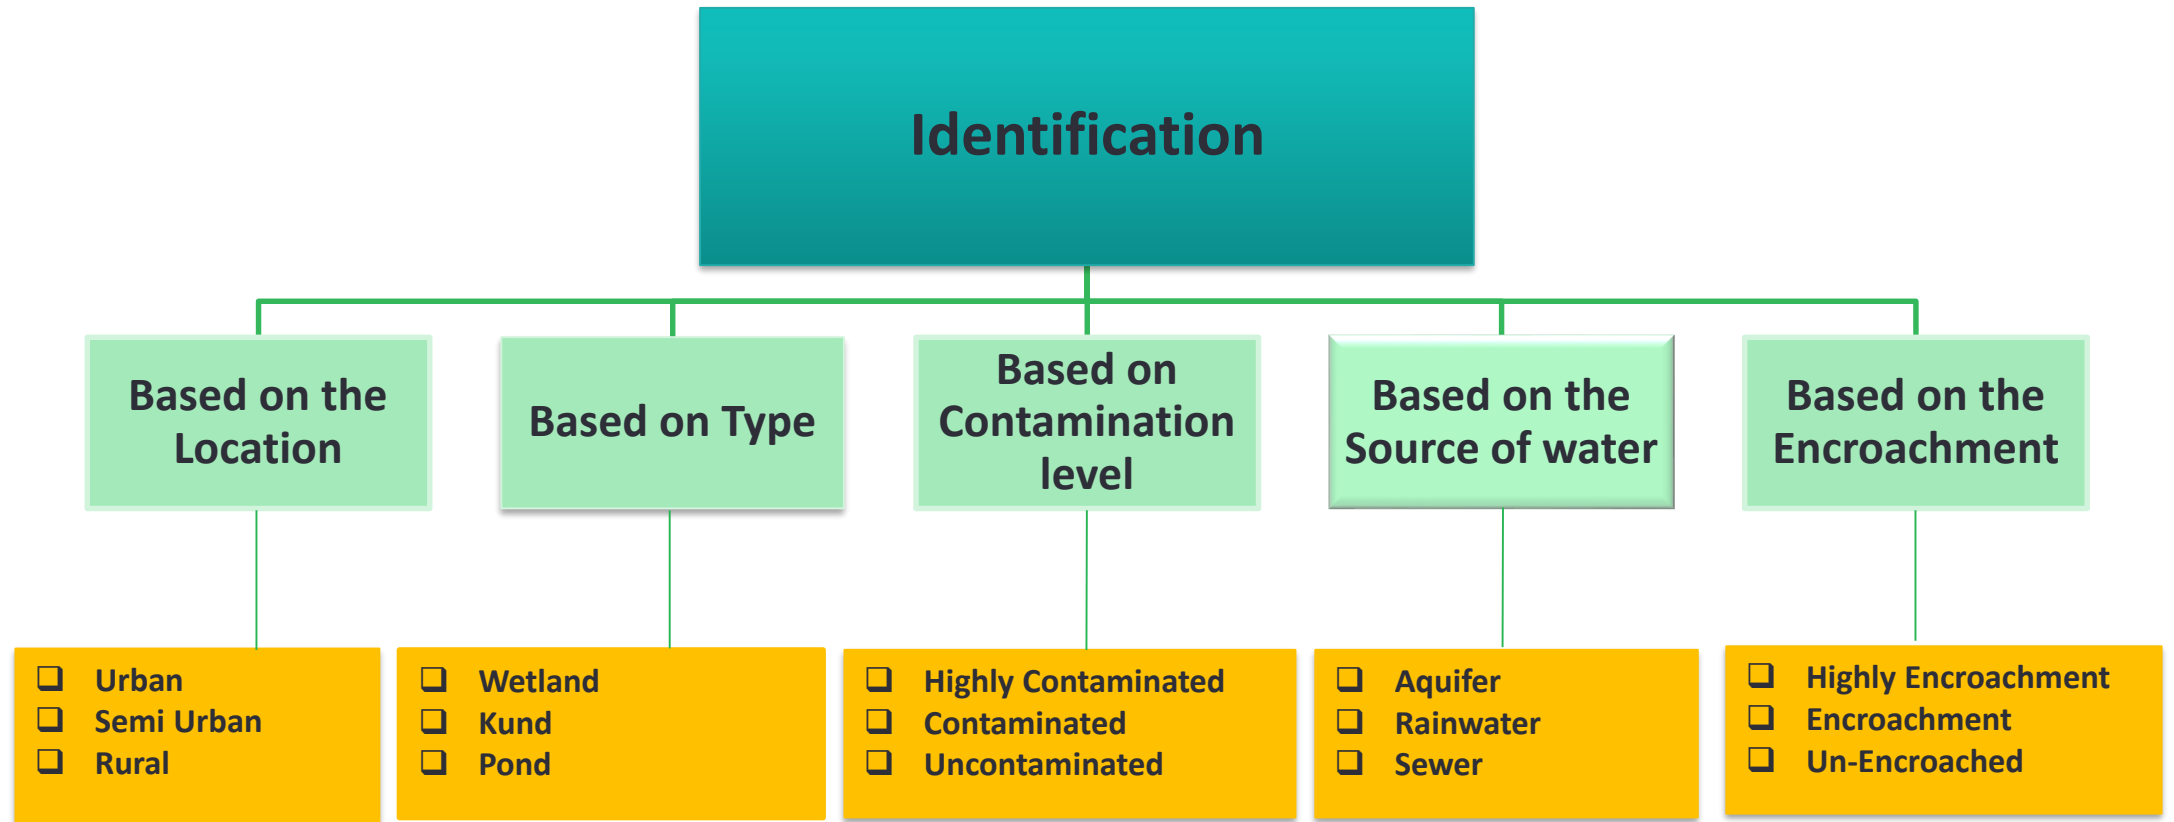 Identification
Based on the
Location
Based on Type
Based on
Contamination
level
Based on the
Source of water
Based on the
Encroachment
Urban
Semi Urban
Rural
Wetland
Kund
Pond
Highly Contaminated
Contaminated
Uncontaminated
Aquifer
Rainwater
Sewer
Highly Encroachment
Encroachment
Un-Encroached